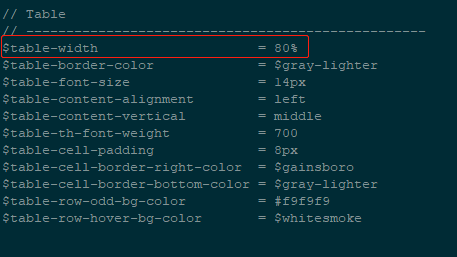 // Table
// --------------------------------------------------
$table-width = 80%
$table-border-color = $gray-lighter
$table-font-size = 14px
$table-content-alignment = left
$table-content-vertical = middle
$table-th-font-weight = 700
$table-cell-padding = 8px
$table-cell-border-right-color = $gainsboro
$table-cell-border-bottom-color = $gray-lighter
$table-row-odd-bg-color = #f9f9f9
$table-row-hover-bg-color = $whitesmoke